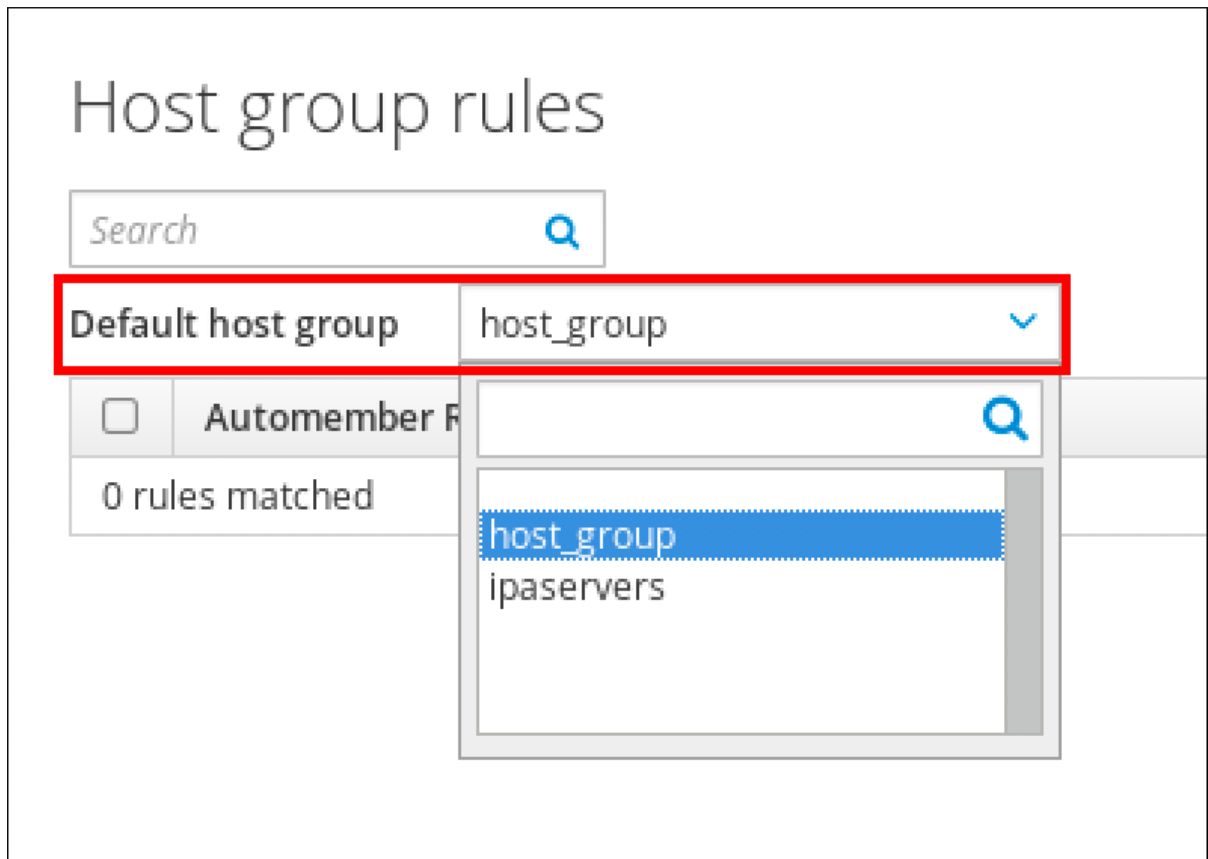 Host group rules
Search
Default host group host_group
Automember R
0 rules matched
host_group
ipaservers